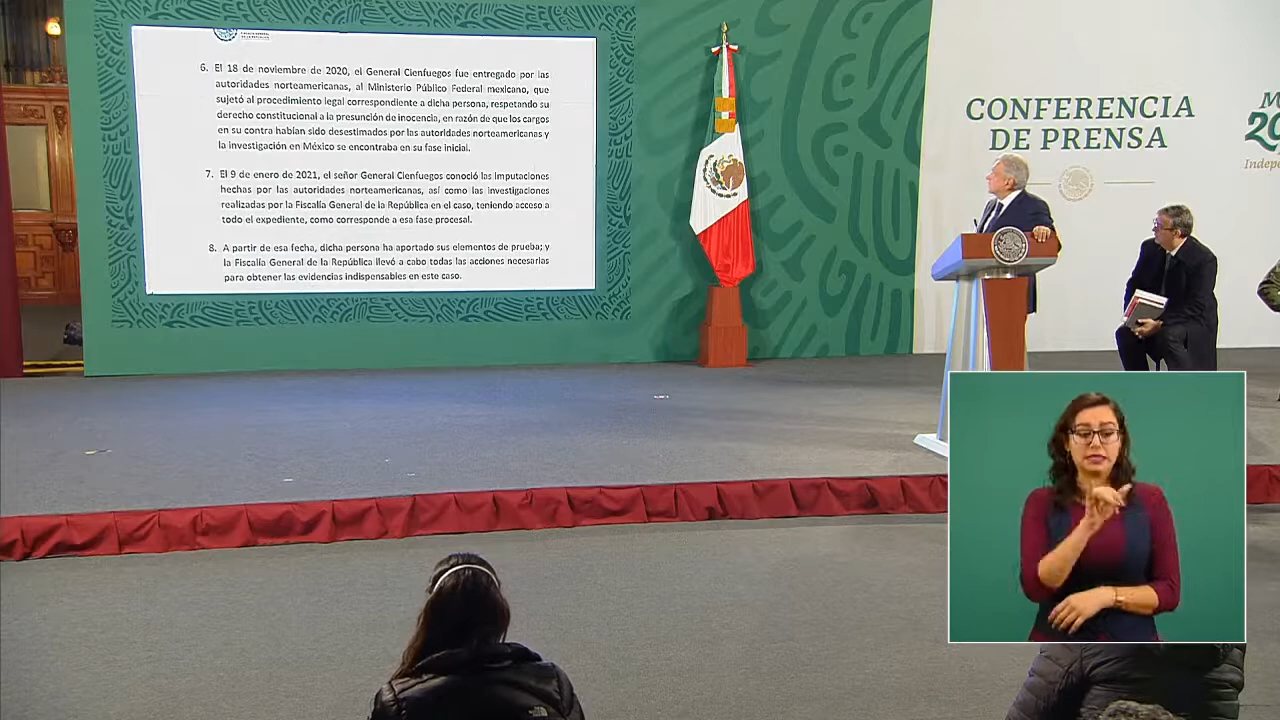 FISCALÍA GENERAL
DE LA REPÚBLICA
6. El 18 de noviembre de 2020, el General Cienfuegos fue entregado por las
autoridades norteamericanas, al Ministerio Público Federal mexicano, que
sujetó al procedimiento legal correspondiente a dicha persona, respetando su
derecho constitucional a la presunción de inocencia, en razón de que los cargos
en su contra habían sido desestimados por las autoridades norteamericanas y
la investigación en México se encontraba en su fase inicial.
7. El 9 de enero de 2021, el señor General Cienfuegos conoció las imputaciones
hechas por las autoridades norteamericanas, así como las investigaciones
realizadas por la Fiscalía General de la República en el caso, teniendo acceso a
todo el expediente, como corresponde a esa fase procesal.
8. A partir de esa fecha, dicha persona ha aportado sus elementos de prueba; y
la Fiscalía General de la República llevó a cabo todas las acciones necesarias
para obtener las evidencias indispensables en este caso.
CONFERENCIA
DE PRENSA
M
20
Indep